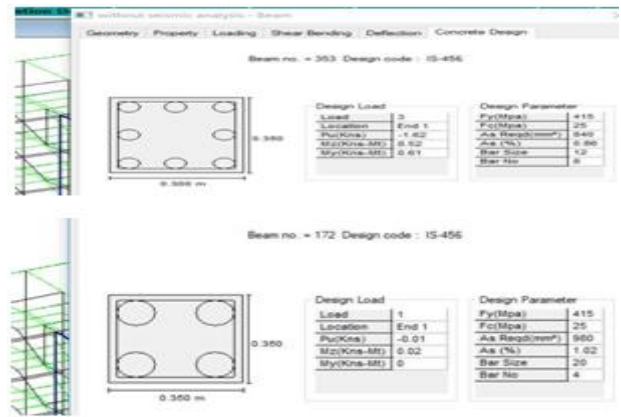 without seismic analysis - Beam
Geometry Property Loading Shear Bending Deflection Concrete Design
Beam no. = 353 Design code : IS-456
Design Load
Design Parameter
Load 3
Fy(Mpa) 415
Location End 1
Fc(Mpa) 25
Pu(Kns) -1.62
As Reqd(mm²) 840
Mz(Kns-Mt) 0.52
As (%)
My(Kns-Mt) 0.61
Bar Size 12
Bar No 8
0.350
m
Beam no. = 172 Design code : IS-456
Design Load
Design Parameter
Load 1
Fy(Mpa) 415
Location End 1
Fc(Mpa) 25
Pu(Kns) -0.01
As Reqd(mm²) 980
Mz(Kns-Mt) 0.02
As (%) 1.02
My(Kns-Mt) 0
Bar Size 20
Bar No 4
0.350
0.350 m